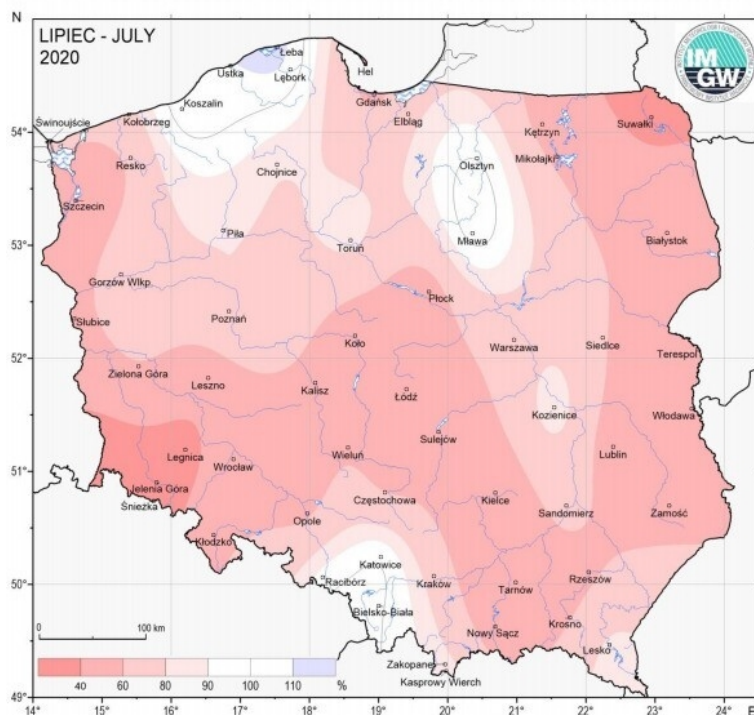 N
LIPIEC - JULY
2020
IM
GW
Łeba
Ustka
Lębork
Hel
Koszalin
Gdańsk
Świnoujście
Kołobrzeg
Elbląg
54°
Kętrzyn
Suwałki
Resko
Chojnice
Olsztyn
Mikołajki
Szczecin
Piła
Toruń
Mława
Białystok
53°
Gorzów Wlkp.
Płock
Słubice
Poznań
Koło
Warszawa
Siedlce
Terespol
52°
Zielona Góra
Leszno
Kalisz
Łódź
Kozienice
Włodawa
Sulejów
Legnica
Wrocław
Wieluń
Lublin
51°
Jelenia Góra
Śnieżka
Częstochowa
Kielce
Sandomierz
Zamość
Opole
Kłodzko
Katowice
Racibórz
Kraków
Tarnów
Rzeszów
50°
Bielsko-Biała
Nowy Sącz
Krosno
Lesko
0 100 km
Zakopane
Kasprowy Wierch
40 60 80 90 100 110 %
49°
14° 15° 16° 17° 18° 19° 20° 21° 22° 23° 24° E